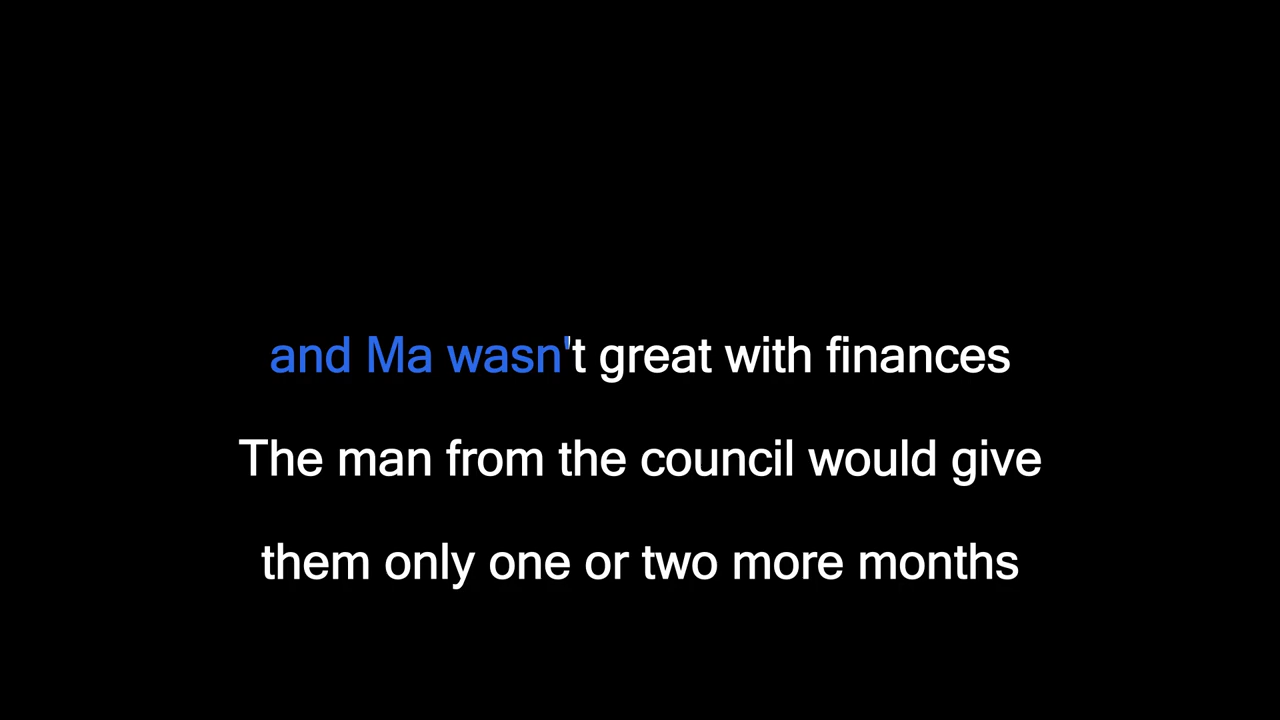 and Ma wasn't great with finances
The man from the council would give
them only one or two more months